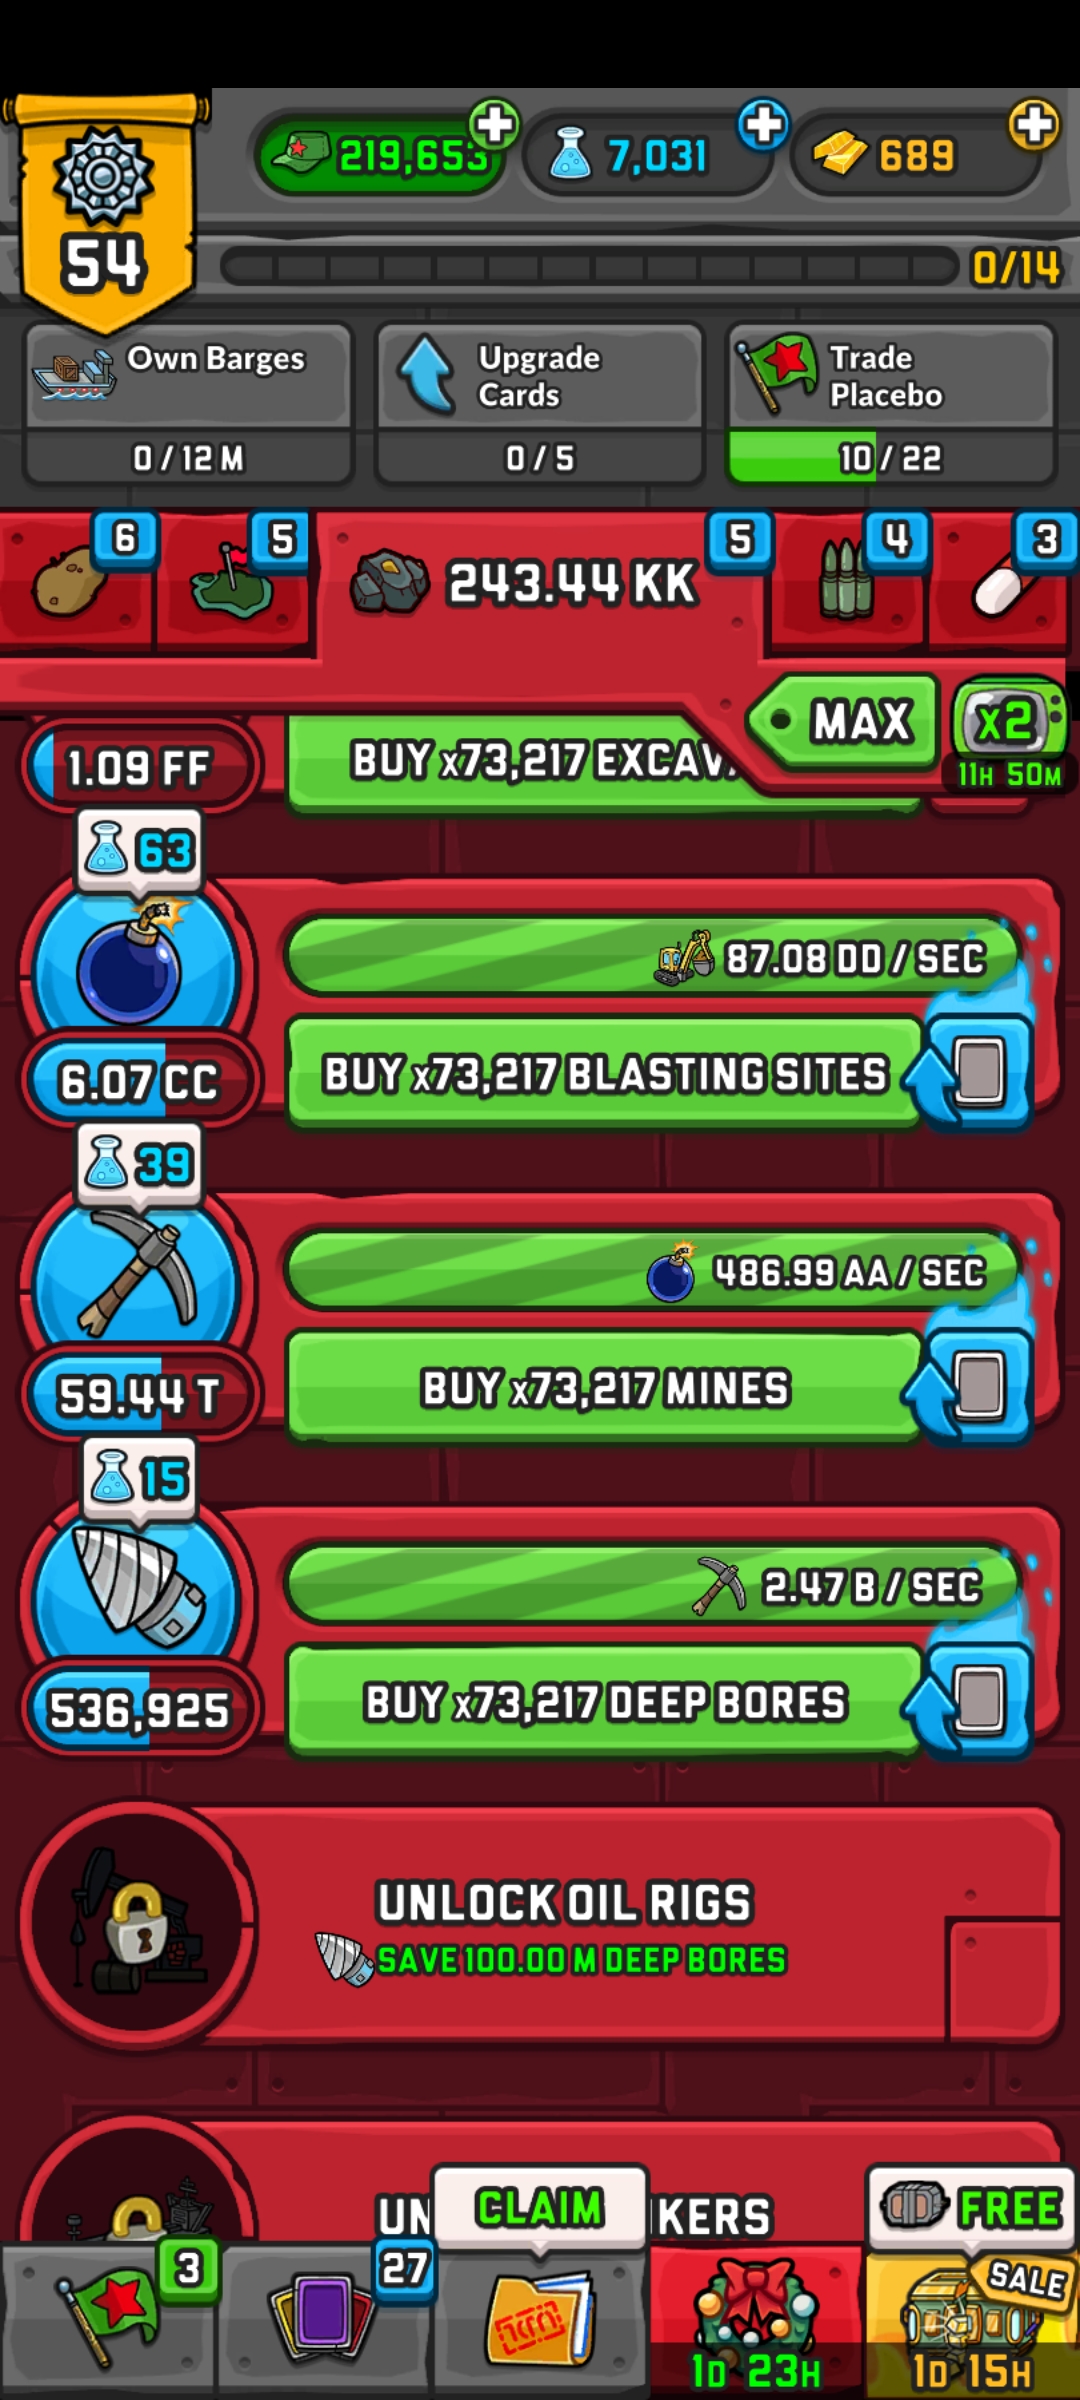 219,653
7,031
689
54
0/14
Own Barges
0 / 12 M
Upgrade
Cards
0 / 5
Trade
Placebo
10 / 22
6
5
243.44 KK
5
4
3
MAX
x2
11H 50M
1.09 FF
BUY x73,217 EXCAV
63
87.08 DD / SEC
6.07 CC
BUY x73,217 BLASTING SITES
39
486.99 AA / SEC
59.44 T
BUY x73,217 MINES
15
2.47 B / SEC
536,925
BUY x73,217 DEEP BORES
UNLOCK OIL RIGS
SAVE 100.00 M DEEP BORES
UN
KERS
CLAIM
FREE
3
27
SALE
1D 23H
1D 15H